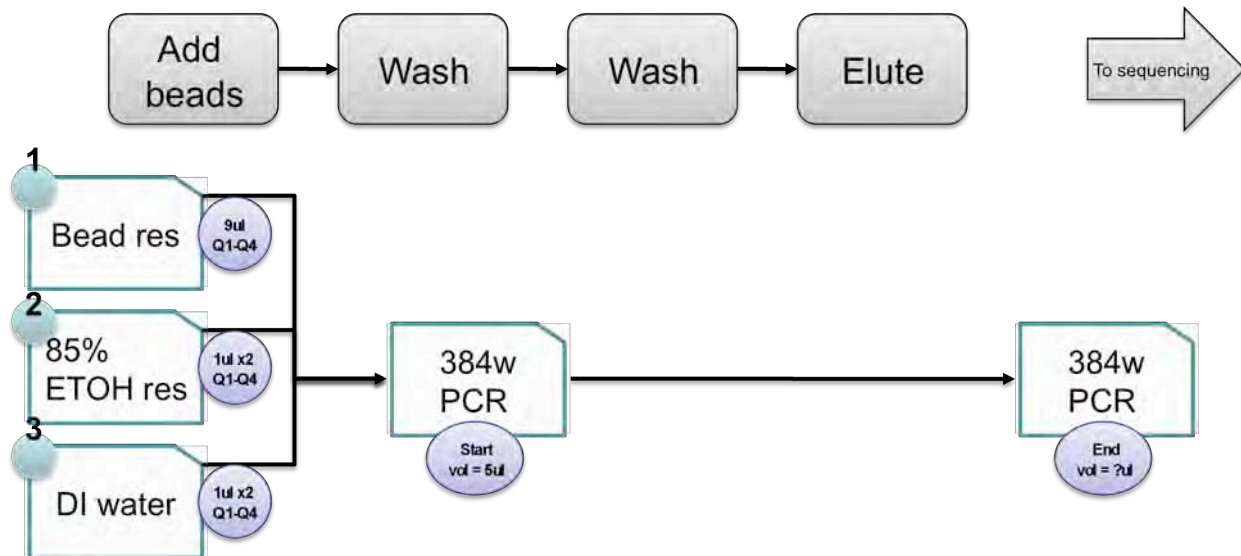 Add
beads
Wash
Wash
Elute
To sequencing
1
Bead res
9ul
Q1-Q4
2
85%
ETOH res
1ul x2
Q1-Q4
384w
PCR
Start
vol = 5ul
384w
PCR
End
vol = ?ul
3
DI water
1ul x2
Q1-Q4